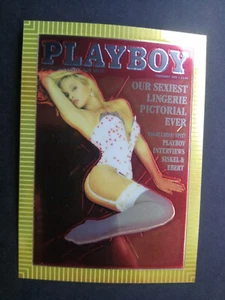 PLAYBOY
OUR SEXIEST
LINGERIE
PICTORIAL
EVER
PLAYBOY
INTERVIEWS
SISKEL &
EBERT